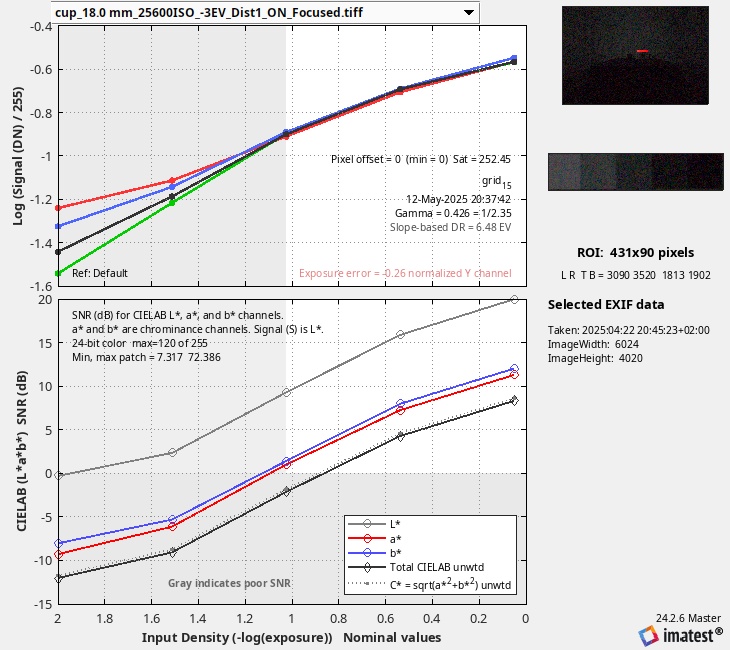 cup_18.0 mm_25600ISO_-3EV_Dist1_ON_Focused.tiff
-0.4
-0.6
-0.8
-1
-1.2
-1.4
-1.6
Log (Signal (DN) / 255)
Pixel offset = 0 (min = 0) Sat = 252.45
grid15
12-May-2025 20:37:42
Gamma = 0.426 = 1/2.35
Slope-based DR = 6.48 EV
Ref: Default
Exposure error = -0.26 normalized Y channel
20
15
10
5
0
-5
-10
-15
CIELAB (L*a*b*) SNR (dB)
SNR (dB) for CIELAB L*, a*, and b* channels.
a* and b* are chrominance channels. Signal (S) is L*.
24-bit color max=120 of 255
Min, max patch = 7.317 72.386
L*
a*
b*
Total CIELAB unwtd
C* = sqrt(a*2+b*2) unwtd
Gray indicates poor SNR
2 1.8 1.6 1.4 1.2 1 0.8 0.6 0.4 0.2 0
Input Density (-log(exposure)) Nominal values
ROI: 431x90 pixels
L R T B = 3090 3520 1813 1902
Selected EXIF data
Taken: 2025:04:22 20:45:23+02:00
ImageWidth: 6024
ImageHeight: 4020
24.2.6 Master
imatest®